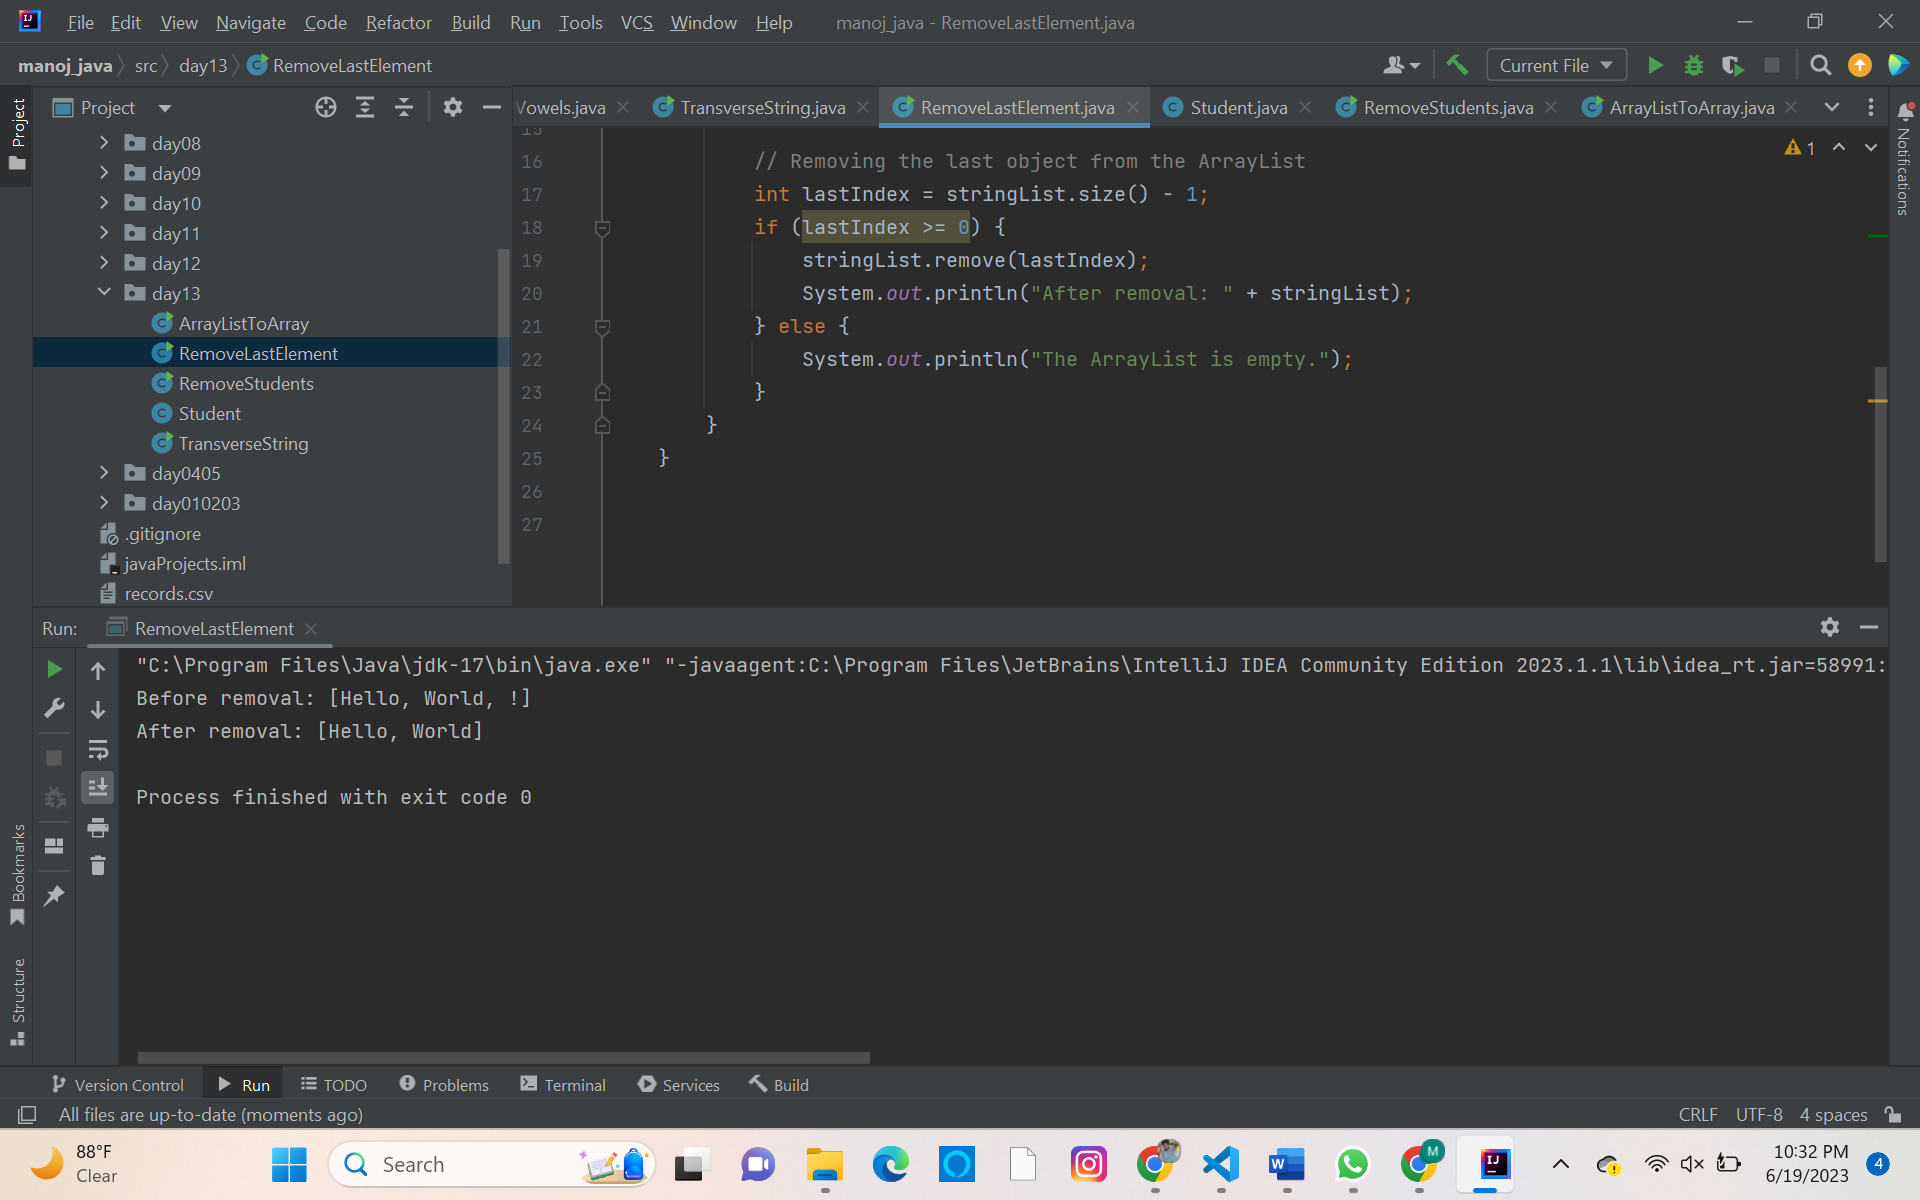 File Edit View Navigate Code Refactor Build Run Tools VCS Window Help manoj_java - RemoveLastElement.java
manoj_java src day13 RemoveLastElement Current File
Project
Project
Vowels.java TransverseString.java RemoveLastElement.java Student.java RemoveStudents.java ArrayListToArray.java
Notifications
day08
day09
day10
day11
day12
day13
ArrayListToArray
RemoveLastElement
RemoveStudents
Student
TransverseString
day0405
day010203
.gitignore
javaProjects.iml
records.csv
1
15
16 // Removing the last object from the ArrayList
17 int lastIndex = stringList.size() - 1;
18 if (lastIndex >= 0) {
19 stringList.remove(lastIndex);
20 System.out.println("After removal: " + stringList);
21 } else {
22 System.out.println("The ArrayList is empty.");
23 }
24 }
25 }
26
27
Run: RemoveLastElement
"C:\Program Files\Java\jdk-17\bin\java.exe" "-javaagent:C:\Program Files\JetBrains\IntelliJ IDEA Community Edition 2023.1.1\lib\idea_rt.jar=58991:
Before removal: [Hello, World, !]
After removal: [Hello, World]
Process finished with exit code 0
Bookmarks
Structure
Version Control Run TODO Problems Terminal Services Build
All files are up-to-date (moments ago) CRLF UTF-8 4 spaces
88°F
Clear
Search
M
IJ
10:32 PM
6/19/2023
4